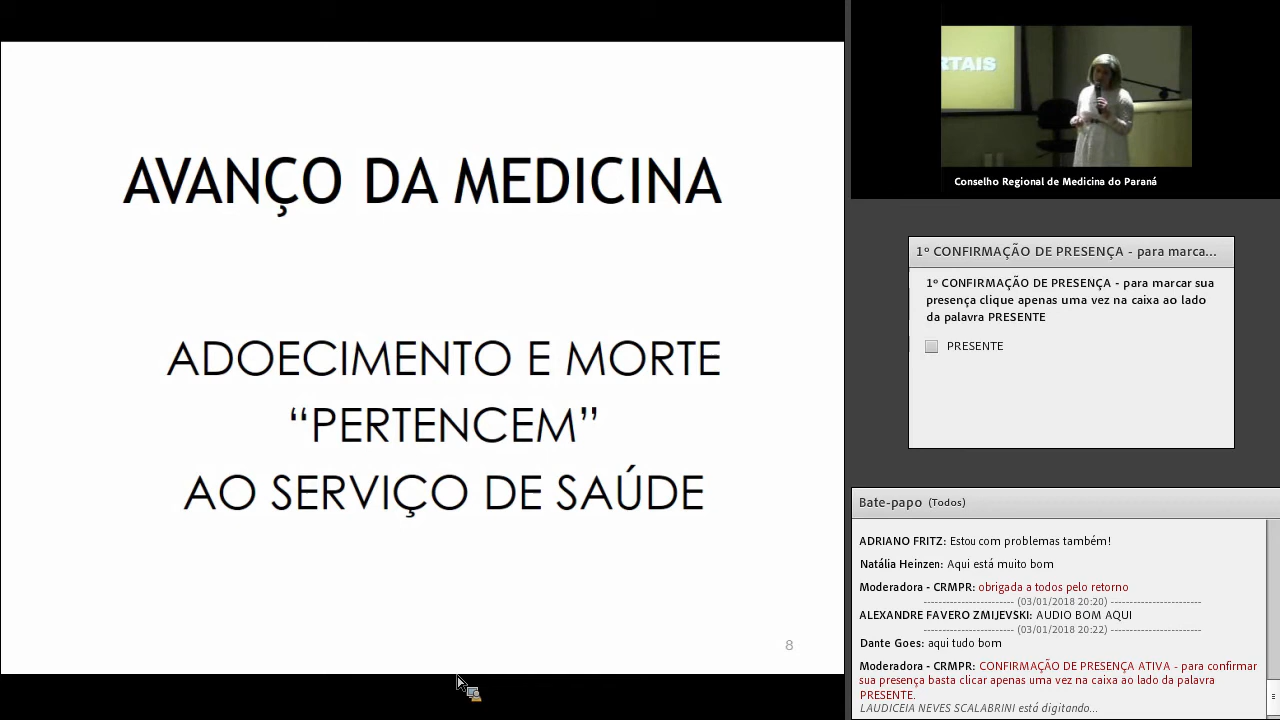 AVANÇO DA MEDICINA
ADOECIMENTO E MORTE
“PERTENCEM”
AO SERVIÇO DE SAÚDE
8
RTAIS
Conselho Regional de Medicina do Paraná
1º CONFIRMAÇÃO DE PRESENÇA - para marca...
1º CONFIRMAÇÃO DE PRESENÇA - para marcar sua
presença clique apenas uma vez na caixa ao lado
da palavra PRESENTE
PRESENTE
Bate-papo (Todos)
ADRIANO FRITZ: Estou com problemas também!
Natália Heinzen: Aqui está muito bom
Moderadora - CRMPR: obrigada a todos pelo retorno
------------------------ (03/01/2018 20:20) ------------------------
ALEXANDRE FAVERO ZMIJEVSKI: AUDIO BOM AQUI
------------------------ (03/01/2018 20:22) ------------------------
Dante Goes: aqui tudo bom
Moderadora - CRMPR: CONFIRMAÇÃO DE PRESENÇA ATIVA - para confirmar
sua presença basta clicar apenas uma vez na caixa ao lado da palavra
PRESENTE.
LAUDICEIA NEVES SCALABRINI está digitando...